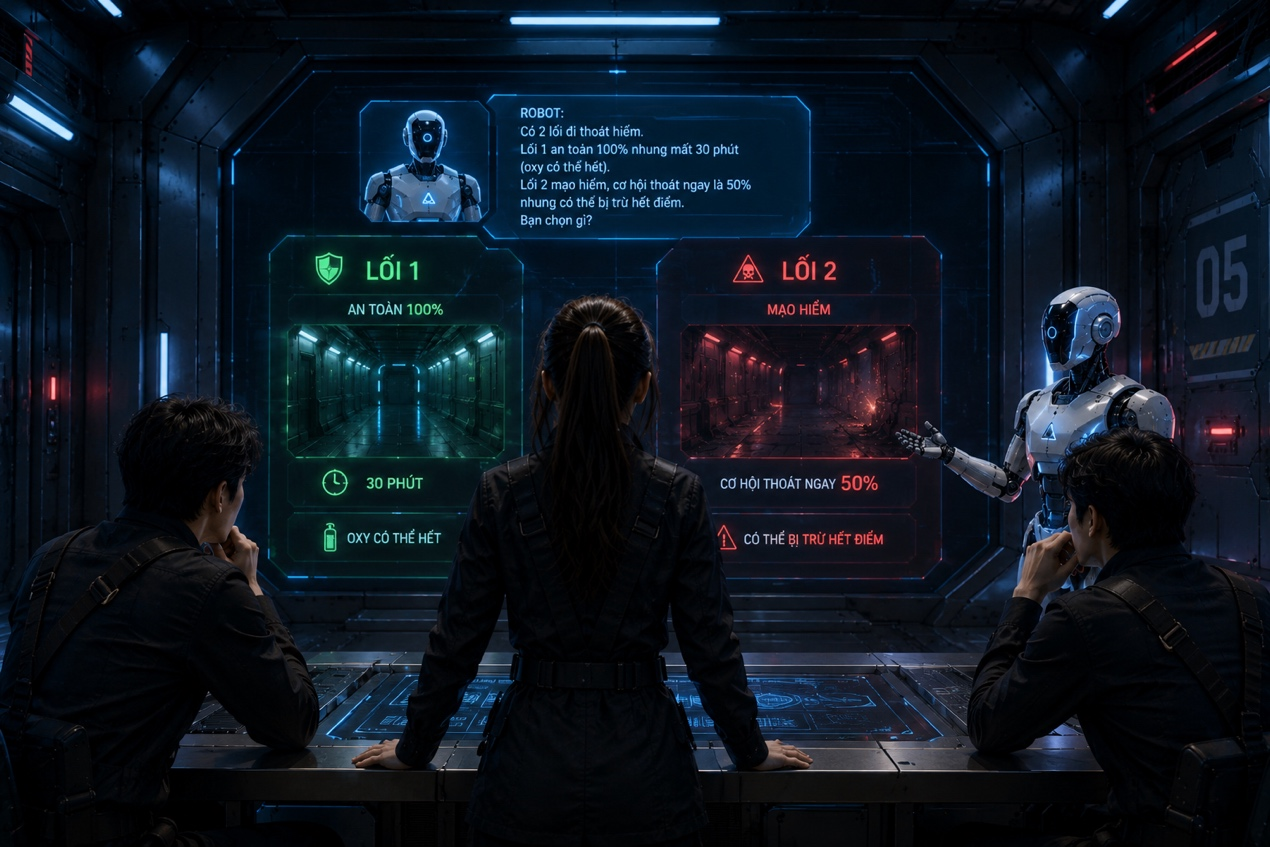 ROBOT:
Có 2 lối đi thoát hiểm.
Lối 1 an toàn 100% nhưng mất 30 phút
(oxy có thể hết).
Lối 2 mạo hiểm, cơ hội thoát ngay là 50%
nhưng có thể bị trừ hết điểm.
Bạn chọn gì?
LỐI 1
AN TOÀN 100%
30 PHÚT
OXY CÓ THỂ HẾT
LỐI 2
MẠO HIỂM
CƠ HỘI THOÁT NGAY 50%
CÓ THỂ BỊ TRỪ HẾT ĐIỂM
05